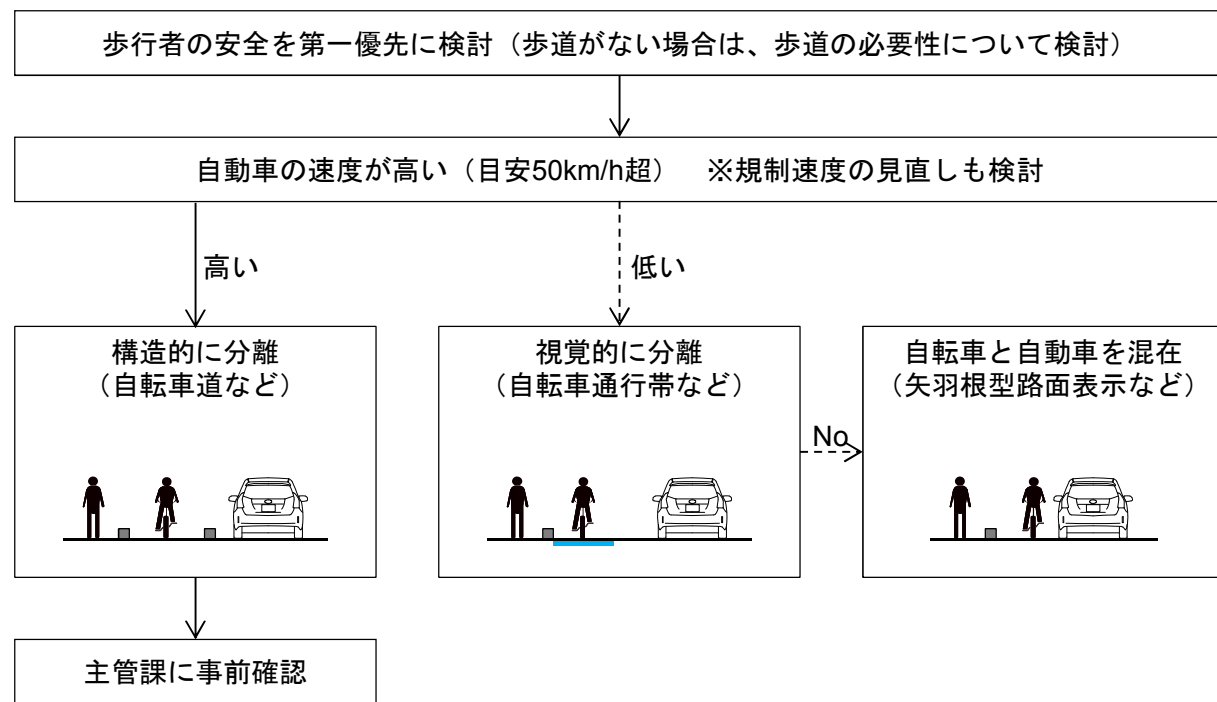 歩行者の安全を第一優先に検討（歩道がない場合は、歩道の必要性について検討）
自動車の速度が高い（目安50km/h超）　※規制速度の見直しも検討
高い
低い
構造的に分離
（自転車道など）
視覚的に分離
（自転車通行帯など）
No
自転車と自動車を混在
（矢羽根型路面表示など）
主管課に事前確認